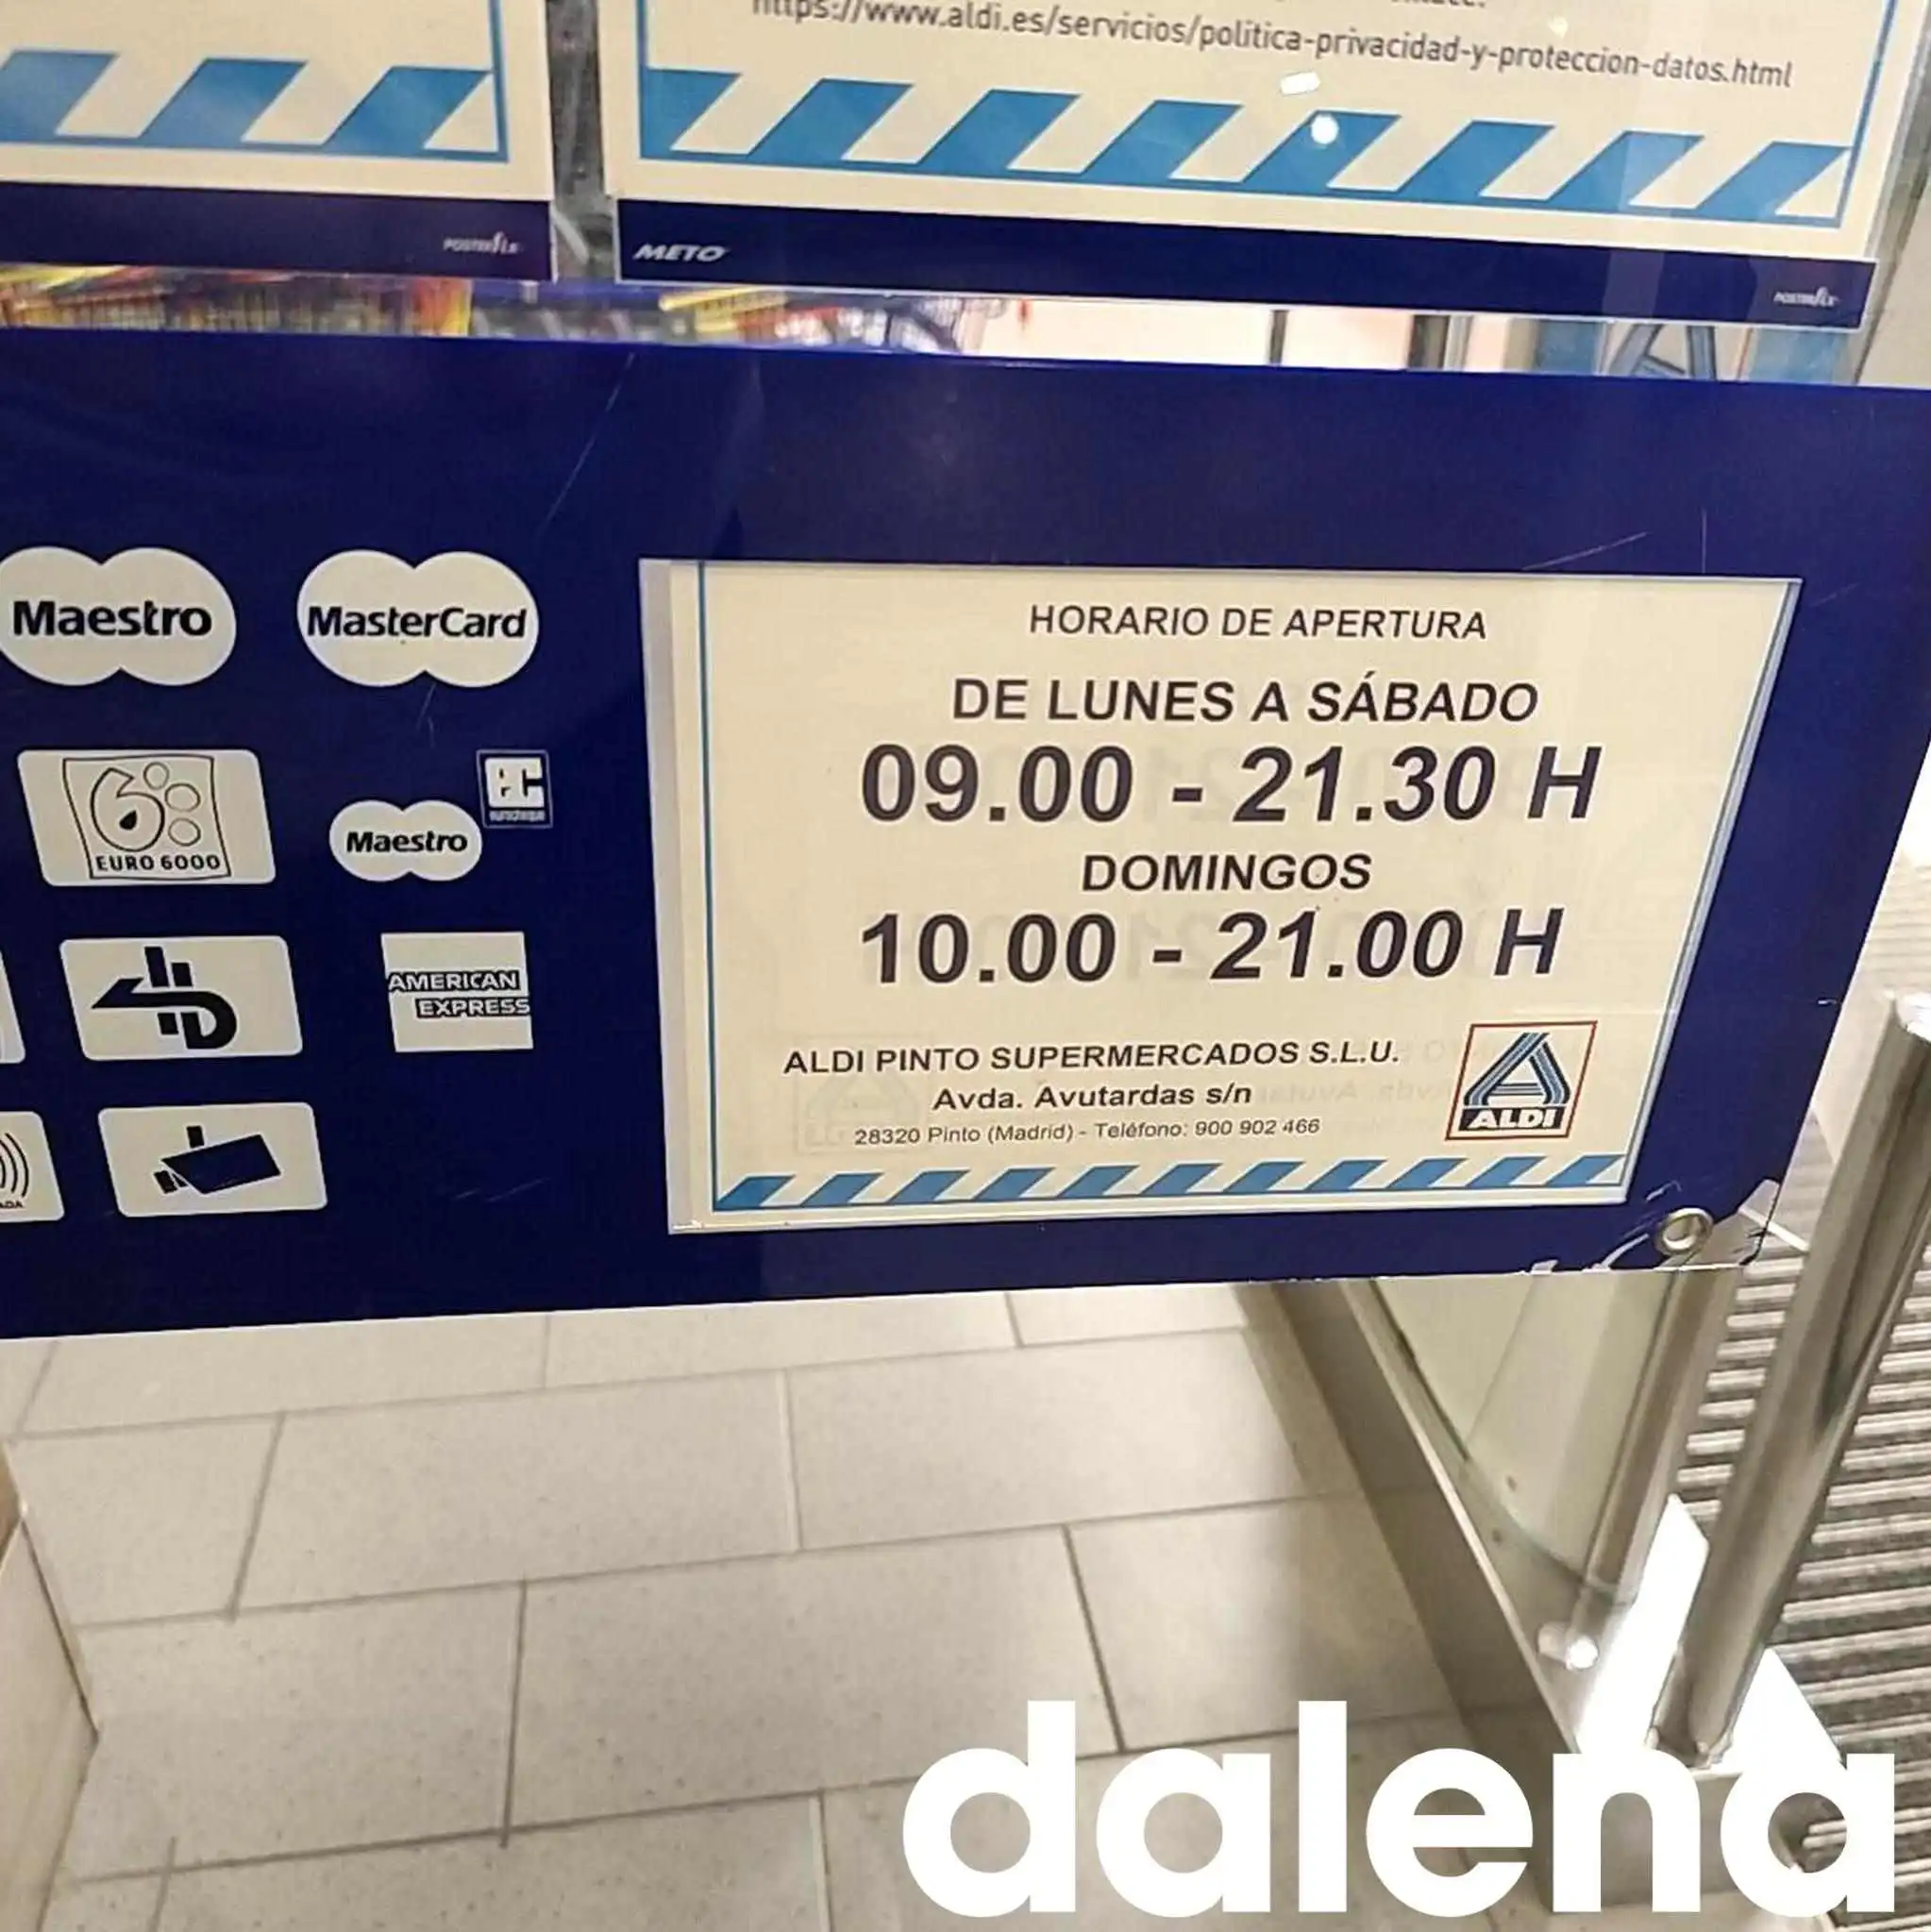 https://www.aldi.es/servicios/politica-privacidad-y-proteccion-datos.html
METO
Maestro
MasterCard
EURO 6000
Maestro
EC
eurocheque
AMERICAN
EXPRESS
HORARIO DE APERTURA
DE LUNES A SÁBADO
09.00 - 21.30 H
DOMINGOS
10.00 - 21.00 H
ALDI PINTO SUPERMERCADOS S.L.U.
Avda. Avutardas s/n
28320 Pinto (Madrid) - Teléfono: 900 902 466
ALDI
dalena